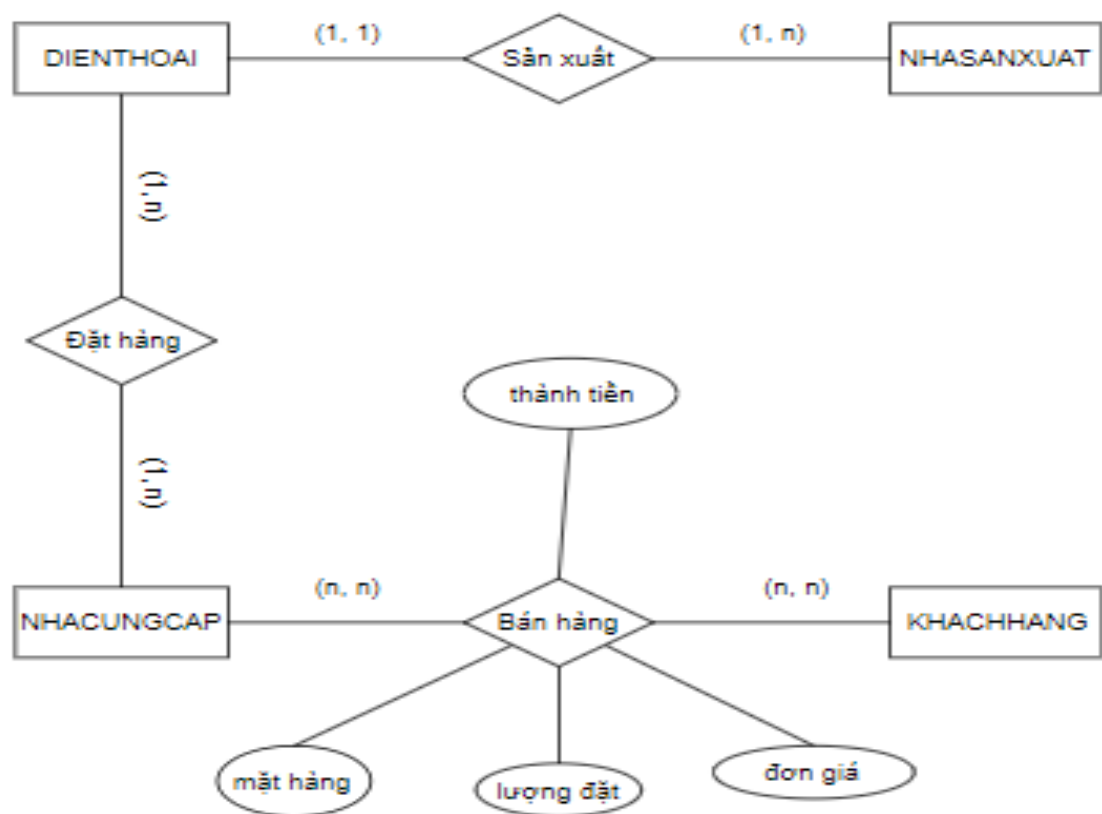 (1, 1)
(1, n)
DIENTHOAI
Sản xuất
NHASANXUAT
(1,n)
Đặt hàng
thành tiền
(1,n)
(n, n)
(n, n)
NHACUNGCAP
Bán hàng
KHACHHANG
mặt hàng
lượng đặt
đơn giá